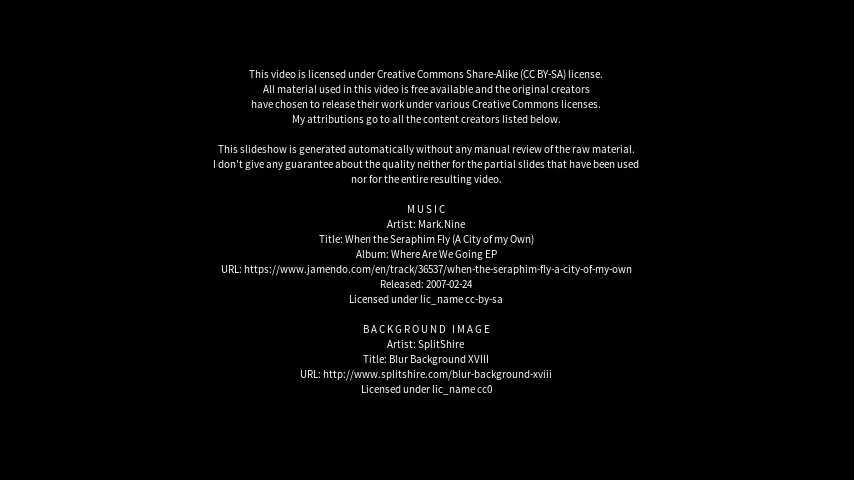 This video is licensed under Creative Commons Share-Alike (CC BY-SA) license.
All material used in this video is free available and the original creators
have chosen to release their work under various Creative Commons licenses.
My attributions go to all the content creators listed below.
This slideshow is generated automatically without any manual review of the raw material.
I don't give any guarantee about the quality neither for the partial slides that have been used
nor for the entire resulting video.
MUSIC
Artist: Mark.Nine
Title: When the Seraphim Fly (A City of my Own)
Album: Where Are We Going EP
URL: https://www.jamendo.com/en/track/36537/when-the-seraphim-fly-a-city-of-my-own
Released: 2007-02-24
Licensed under lic_name cc-by-sa
BACKGROUND IMAGE
Artist: SplitShire
Title: Blur Background XVIII
URL: http://www.splitshire.com/blur-background-xviii
Licensed under lic_name cc0